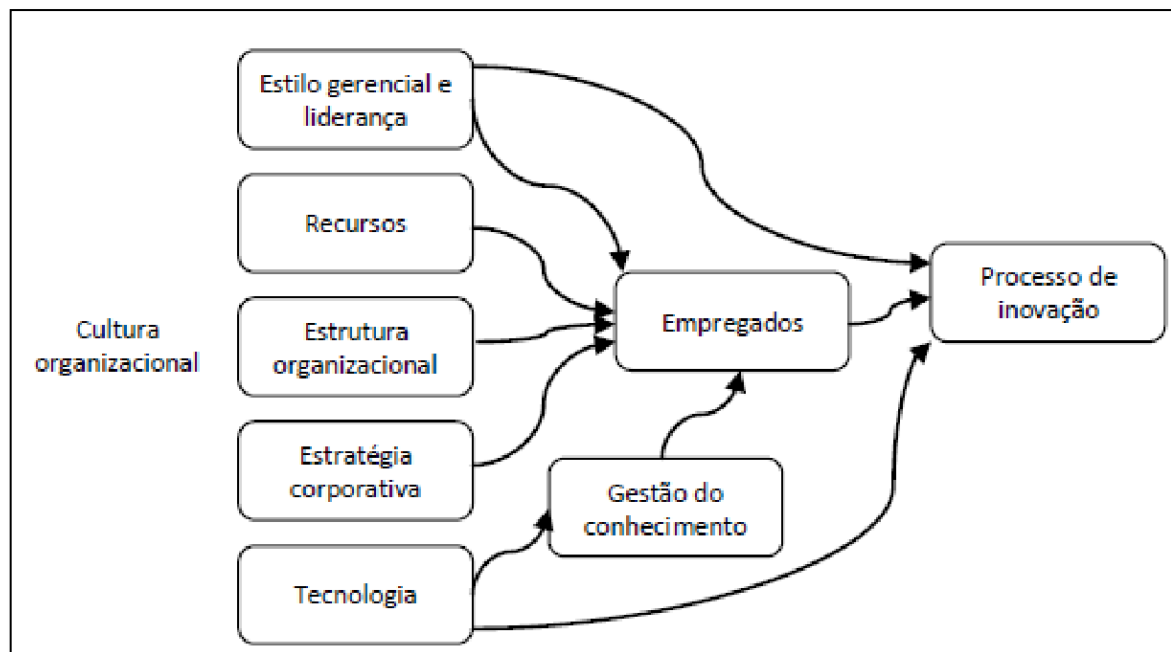 Estilo gerencial e
liderança
Recursos
Cultura
organizacional
Estrutura
organizacional
Estratégia
corporativa
Tecnologia
Empregados
Gestão do
conhecimento
Processo de
inovação